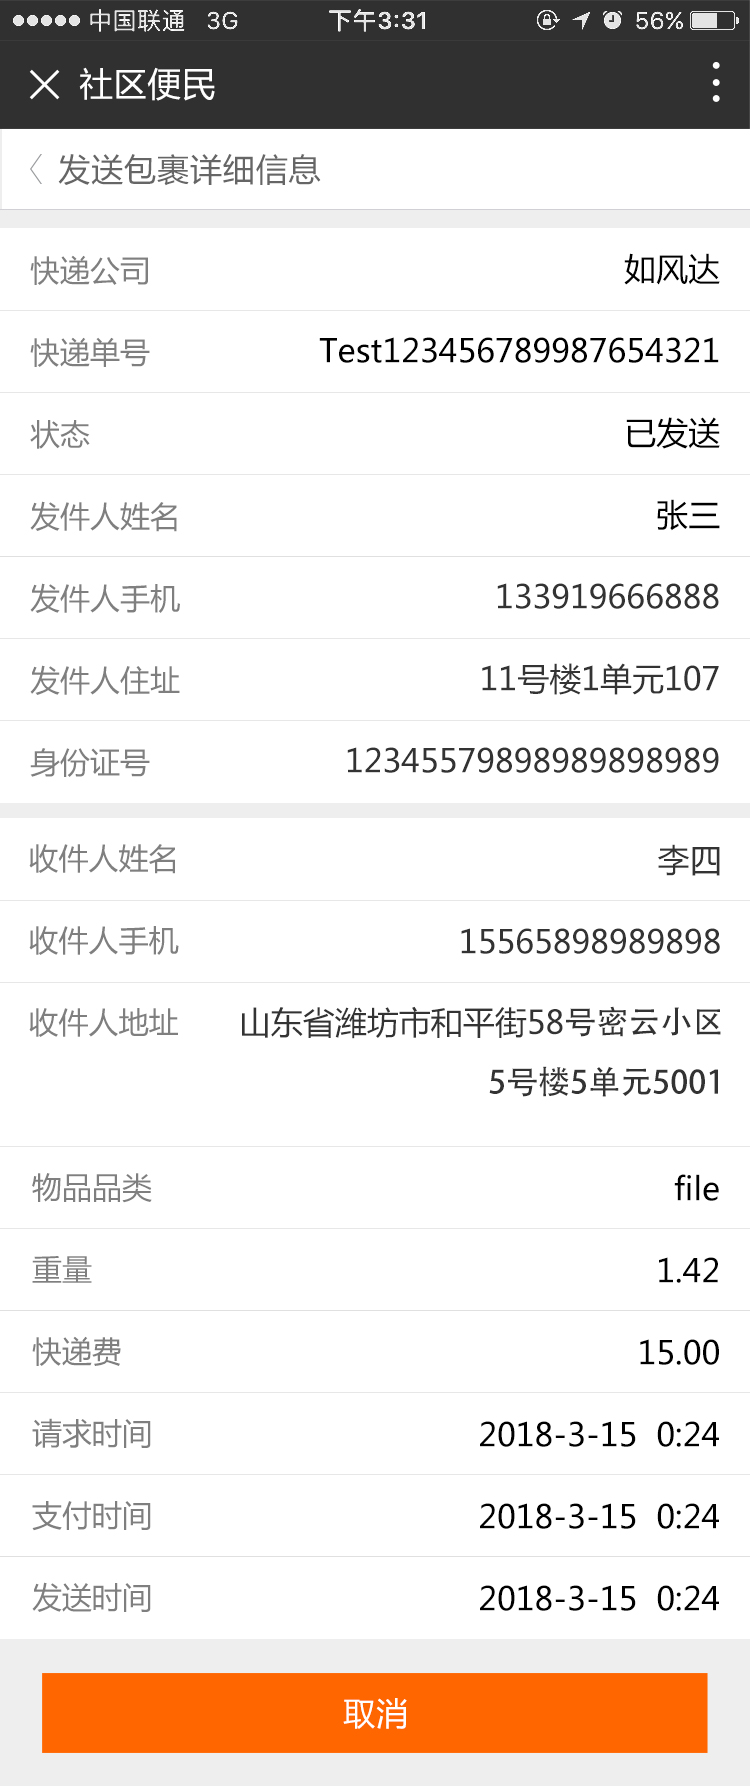 中国联通 3G 下午3:31 56%
社区便民
发送包裹详细信息
快递公司 如风达
快递单号 Test123456789987654321
状态 已发送
发件人姓名 张三
发件人手机 133919666888
发件人住址 11号楼1单元107
身份证号 12345579898989898989
收件人姓名 李四
收件人手机 15565898989898
收件人地址 山东省潍坊市和平街58号密云小区
5号楼5单元5001
物品品类 file
重量 1.42
快递费 15.00
请求时间 2018-3-15 0:24
支付时间 2018-3-15 0:24
发送时间 2018-3-15 0:24
取消